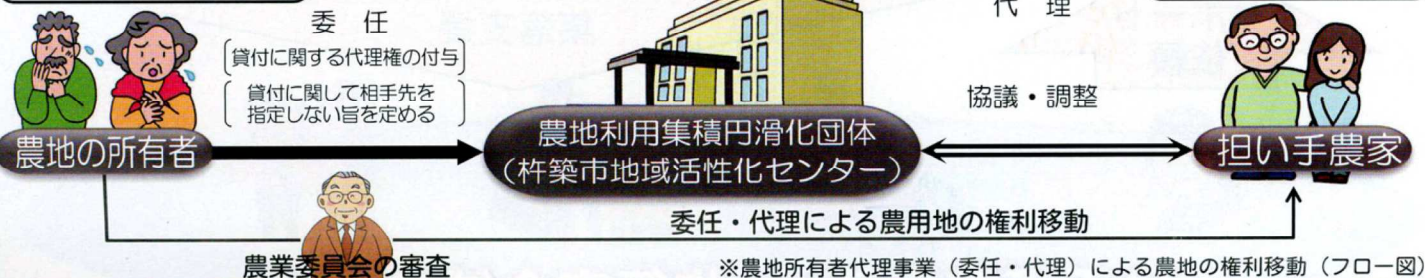 委 任
代 理
貸付に関する代理権の付与
貸付に関して相手先を
指定しない旨を定める
協議・調整
農地の所有者
農地利用集積円滑化団体
(杵築市地域活性化センター)
担い手農家
委任・代理による農用地の権利移動
農業委員会の審査
※農地所有者代理事業(委任・代理)による農地の権利移動(フロー図